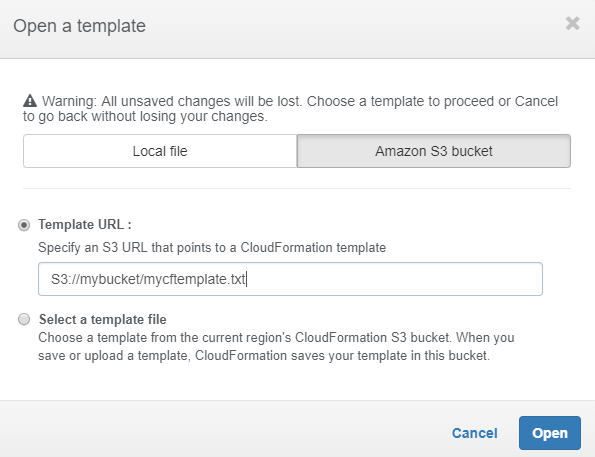 Open a template
Warning: All unsaved changes will be lost. Choose a template to proceed or Cancel
to go back without losing your changes.
Local file
Amazon S3 bucket
Template URL :
Specify an S3 URL that points to a CloudFormation template
S3://mybucket/mycftemplate.txt
Select a template file
Choose a template from the current region's CloudFormation S3 bucket. When you
save or upload a template, CloudFormation saves your template in this bucket.
Cancel
Open